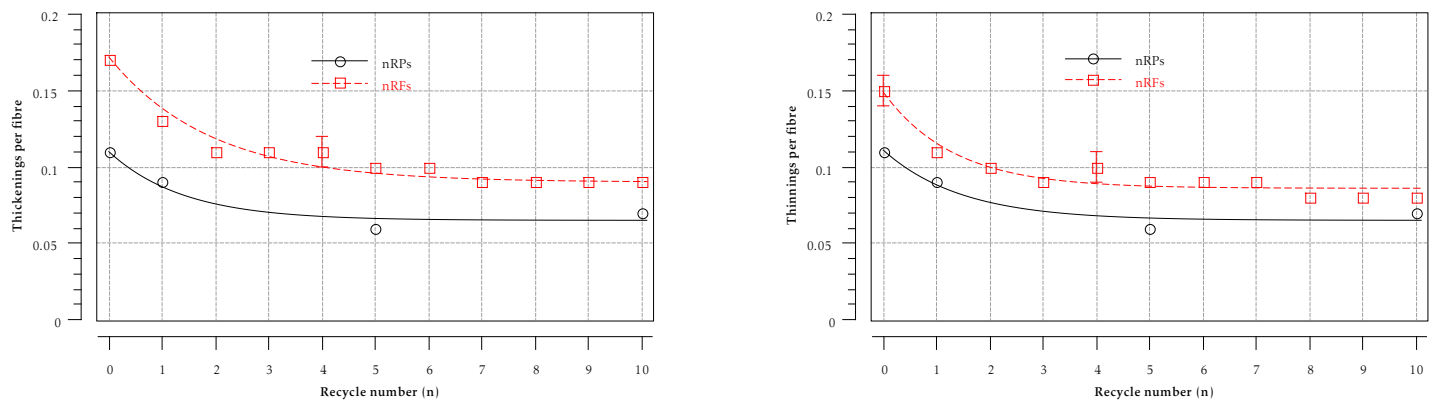 Thickenings per fibre
0.2
0.15
0.1
0.05
0
nRPs
nRFs
0 1 2 3 4 5 6 7 8 9 10
Recycle number (n)
Thinnings per fibre
0.2
0.15
0.1
0.05
0
nRPs
nRFs
0 1 2 3 4 5 6 7 8 9 10
Recycle number (n)